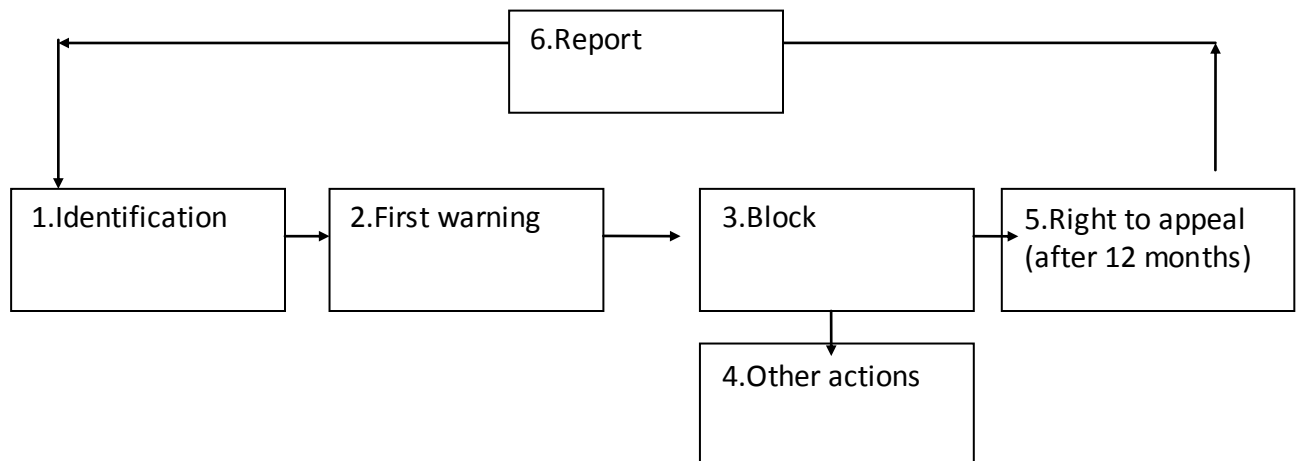 6.Report
1.Identification
2.First warning
3.Block
5.Right to appeal
(after 12 months)
4.Other actions